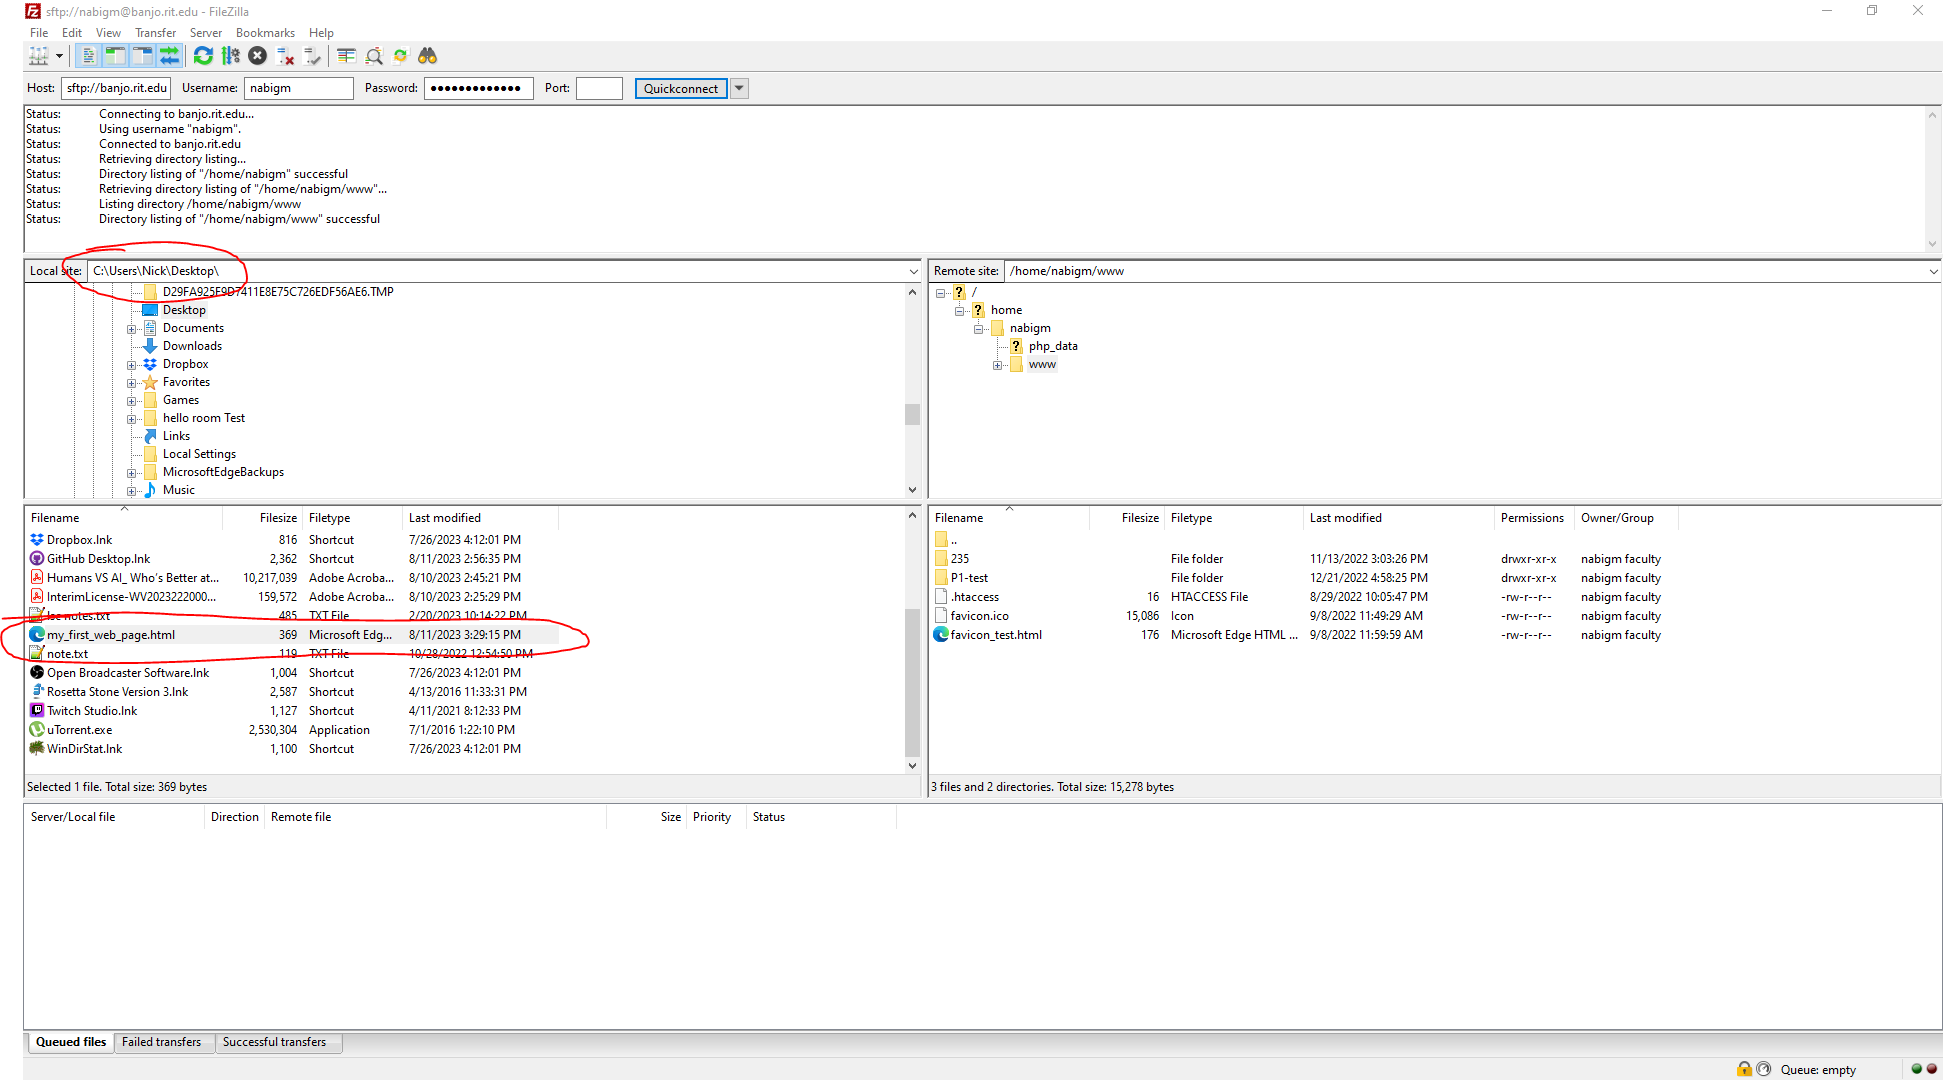 sftp://nabigm@banjo.rit.edu - FileZilla
File Edit View Transfer Server Bookmarks Help
Host: sftp://banjo.rit.edu Username: nabigm Password: ●●●●●●●●●●●●● Port: Quickconnect
Status: Connecting to banjo.rit.edu...
Status: Using username "nabigm".
Status: Connected to banjo.rit.edu
Status: Retrieving directory listing...
Status: Directory listing of "/home/nabigm" successful
Status: Retrieving directory listing of "/home/nabigm/www"...
Status: Listing directory /home/nabigm/www
Status: Directory listing of "/home/nabigm/www" successful
Local site: C:\Users\Nick\Desktop\
D29FA925F9D7411E8E75C726EDF56AE6.TMP
Desktop
Documents
Downloads
Dropbox
Favorites
Games
hello room Test
Links
Local Settings
MicrosoftEdgeBackups
Music
Remote site: /home/nabigm/www
/
home
nabigm
php_data
www
Filename Filesize Filetype Last modified
Dropbox.lnk 816 Shortcut 7/26/2023 4:12:01 PM
GitHub Desktop.lnk 2,362 Shortcut 8/11/2023 2:56:35 PM
Humans VS AI_ Who's Better at... 10,217,039 Adobe Acroba... 8/10/2023 2:45:21 PM
InterimLicense-WV2023222000... 159,572 Adobe Acroba... 8/10/2023 2:25:29 PM
lsc notes.txt 485 TXT File 2/20/2023 10:14:22 PM
my_first_web_page.html 369 Microsoft Edg... 8/11/2023 3:29:15 PM
note.txt 119 TXT File 10/28/2022 12:54:50 PM
Open Broadcaster Software.lnk 1,004 Shortcut 7/26/2023 4:12:01 PM
Rosetta Stone Version 3.lnk 2,587 Shortcut 4/13/2016 11:33:31 PM
Twitch Studio.lnk 1,127 Shortcut 4/11/2021 8:12:33 PM
uTorrent.exe 2,530,304 Application 7/1/2016 1:22:10 PM
WinDirStat.lnk 1,100 Shortcut 7/26/2023 4:12:01 PM
Selected 1 file. Total size: 369 bytes
Filename Filesize Filetype Last modified Permissions Owner/Group
..
235 File folder 11/13/2022 3:03:26 PM drwxr-xr-x nabigm faculty
P1-test File folder 12/21/2022 4:58:25 PM drwxr-xr-x nabigm faculty
.htaccess 16 HTACCESS File 8/29/2022 10:05:47 PM -rw-r--r-- nabigm faculty
favicon.ico 15,086 Icon 9/8/2022 11:49:29 AM -rw-r--r-- nabigm faculty
favicon_test.html 176 Microsoft Edge HTML ... 9/8/2022 11:59:59 AM -rw-r--r-- nabigm faculty
3 files and 2 directories. Total size: 15,278 bytes
Server/Local file Direction Remote file Size Priority Status
Queued files Failed transfers Successful transfers
Queue: empty